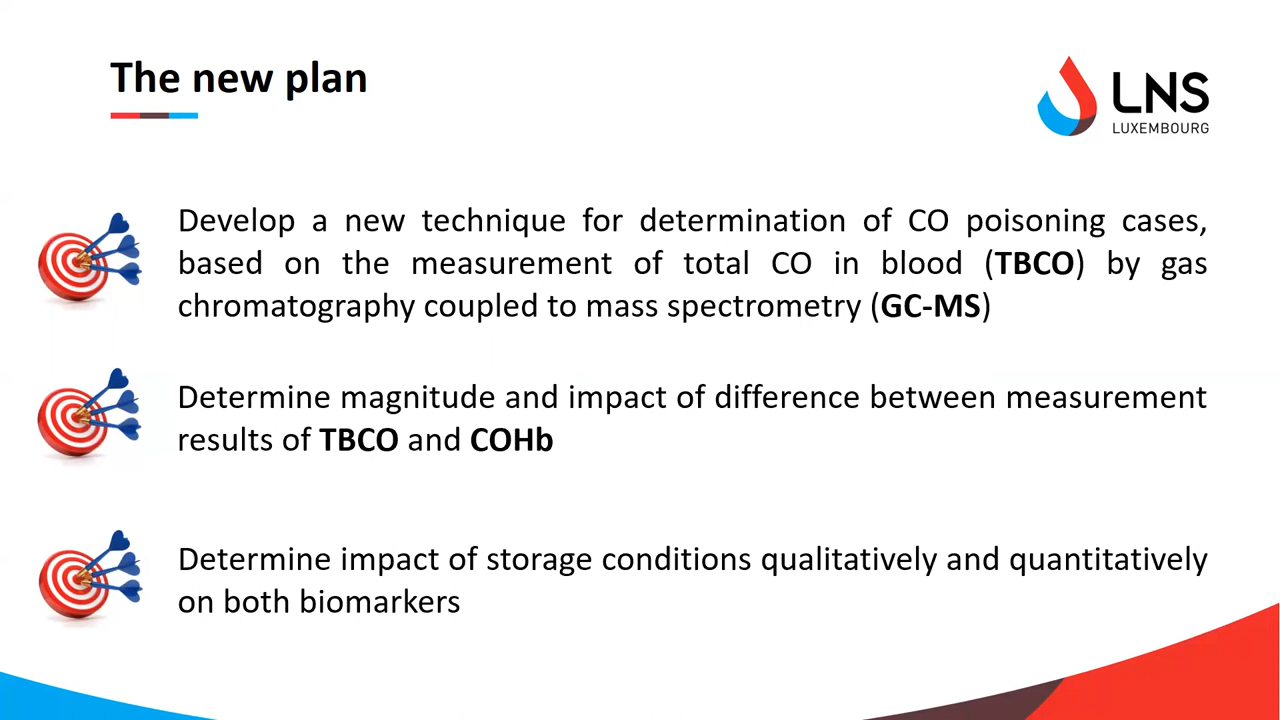 The new plan
LNS
LUXEMBOURG
Develop a new technique for determination of CO poisoning cases,
based on the measurement of total CO in blood (TBCO) by gas
chromatography coupled to mass spectrometry (GC-MS)
Determine magnitude and impact of difference between measurement
results of TBCO and COHb
Determine impact of storage conditions qualitatively and quantitatively
on both biomarkers